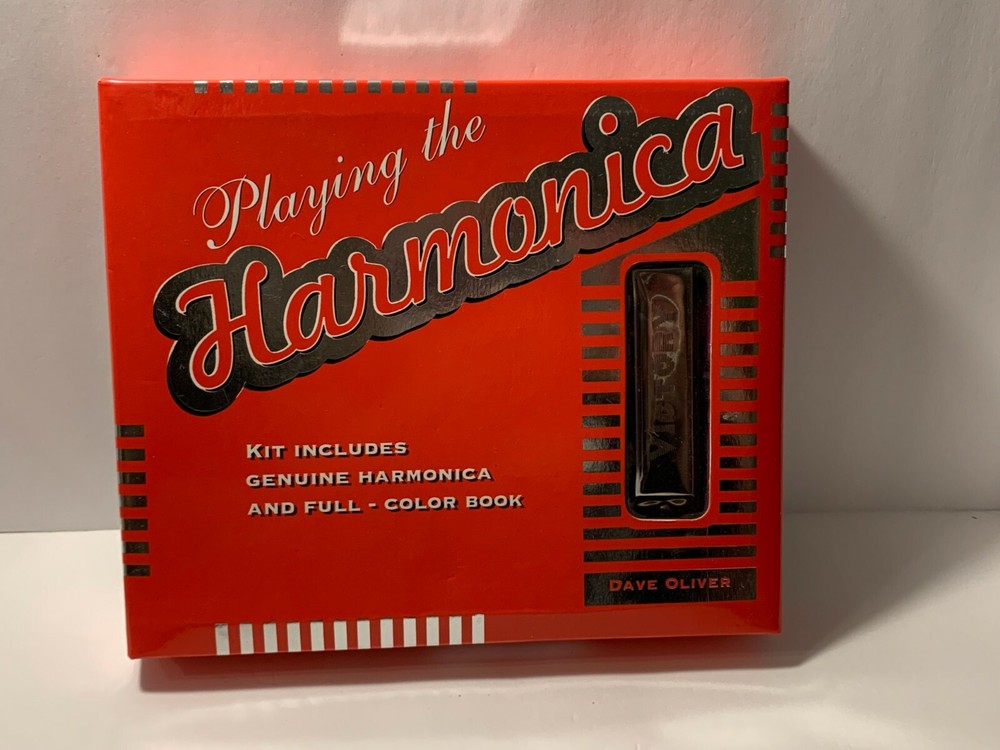 Playing the
Harmonica
VICTORY
KIT INCLUDES
GENUINE HARMONICA
AND FULL - COLOR BOOK
DAVE OLIVER